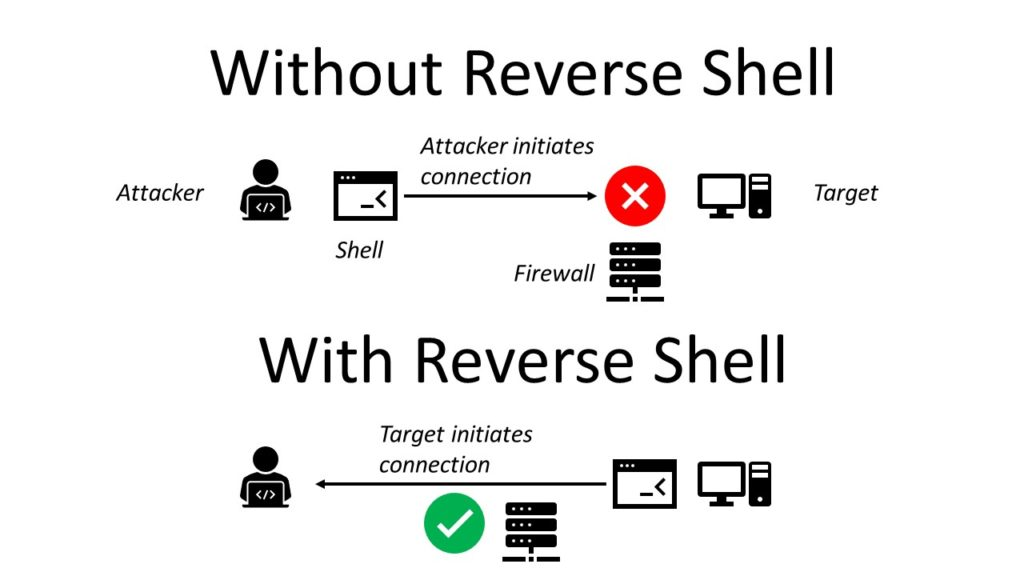 Without Reverse Shell
Attacker initiates
connection
Attacker
Target
Shell
Firewall
With Reverse Shell
Target initiates
connection